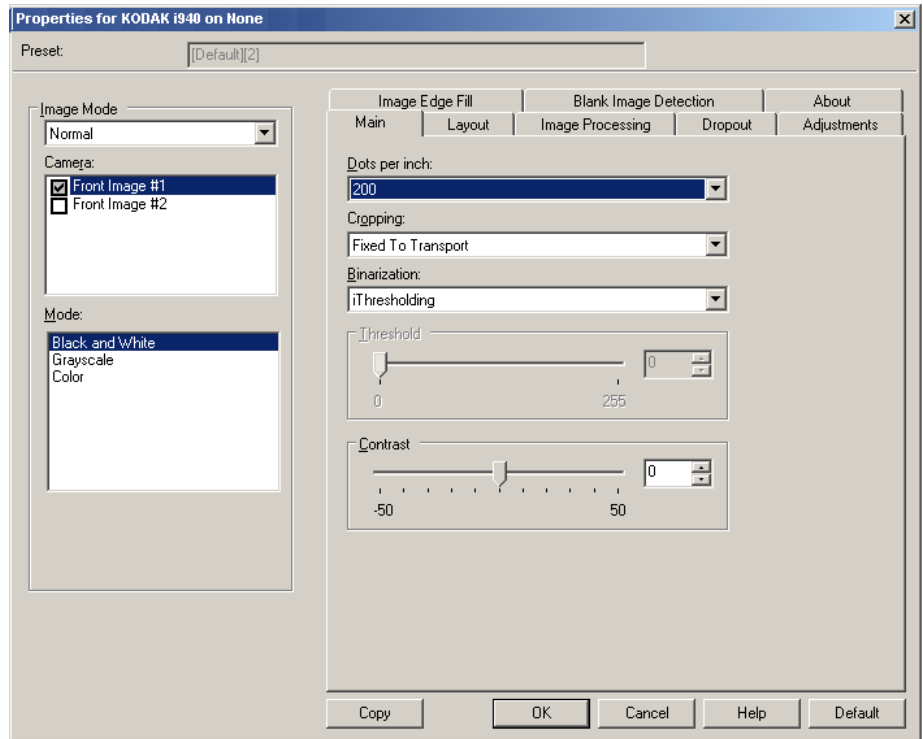 Properties for KODAK i940 on None
Preset:
[Default][2]
Image Mode
Normal
Camera:
Front Image #1
Front Image #2
Mode:
Black and White
Grayscale
Color
Image Edge Fill
Blank Image Detection
About
Main
Layout
Image Processing
Dropout
Adjustments
Dots per inch:
200
Cropping:
Fixed To Transport
Binarization:
iThresholding
Threshold
0
0
255
Contrast
0
-50
50
Copy
OK
Cancel
Help
Default